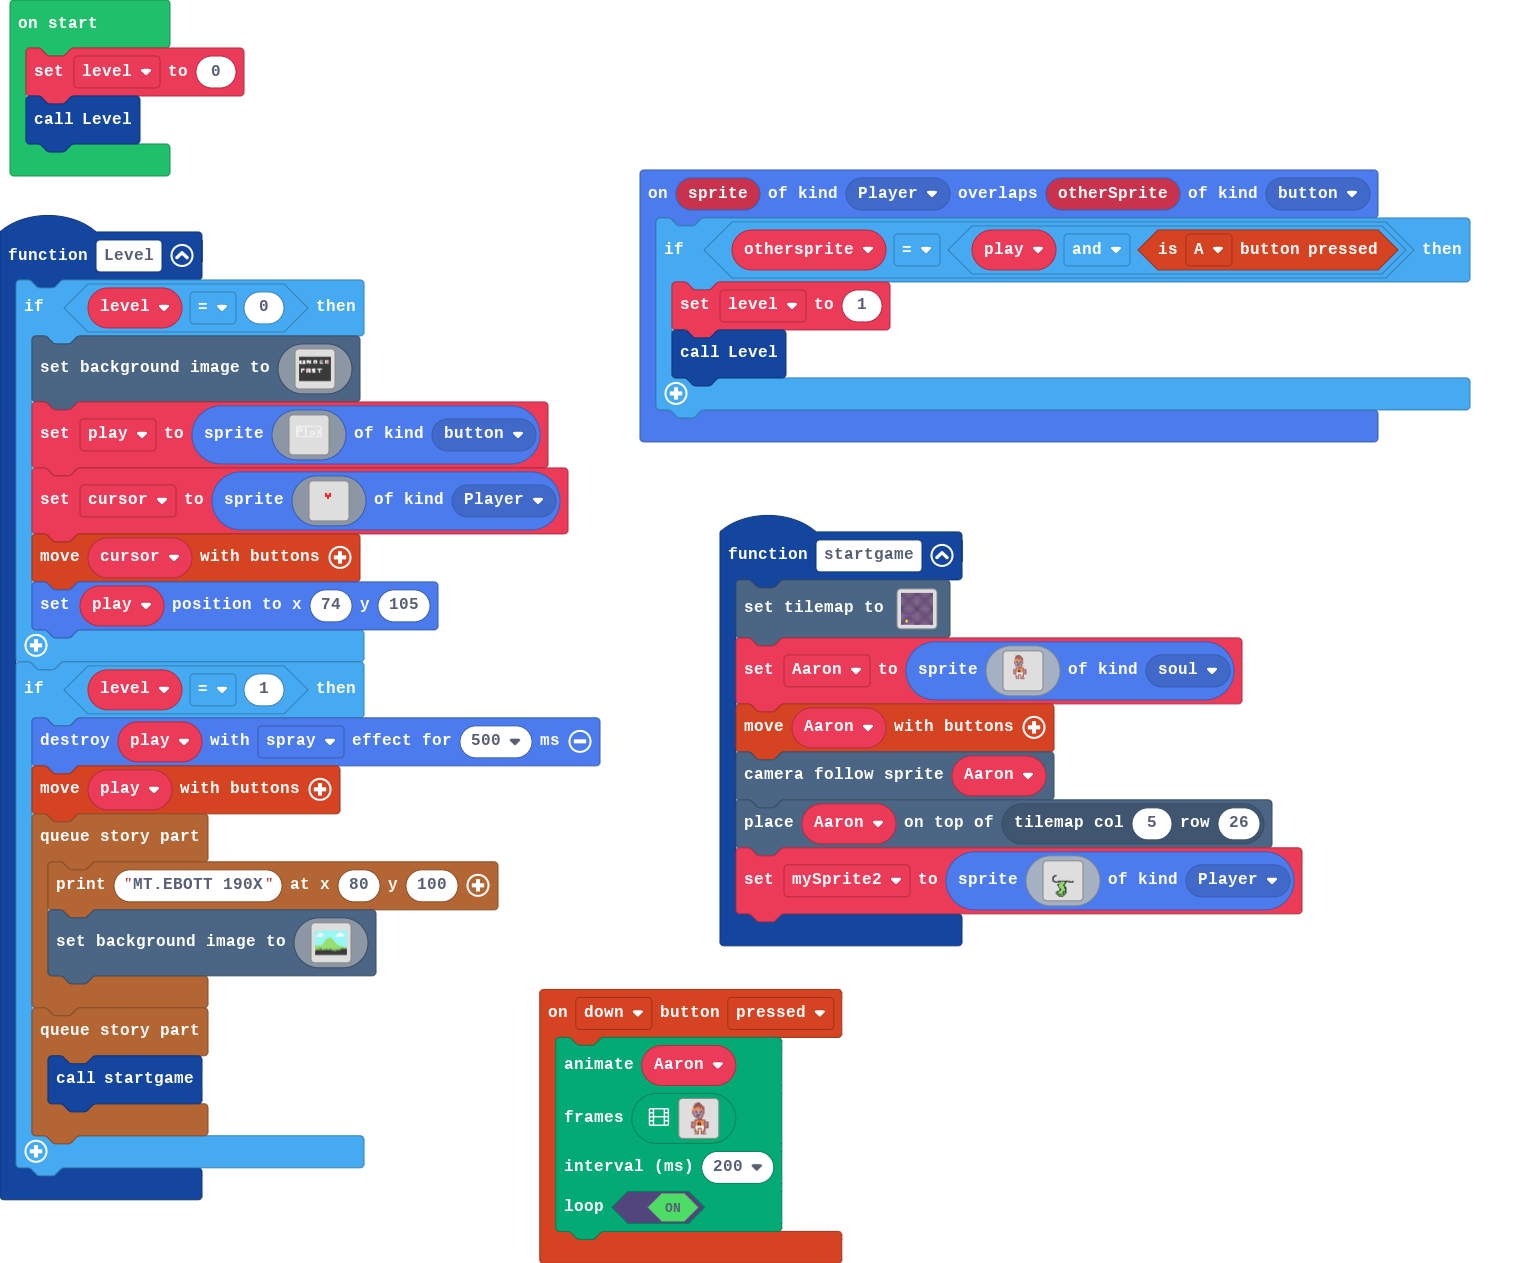 on start
set level to 0
call Level
function Level
if level = 0 then
set background image to UNDER FAST
set play to sprite Play of kind button
set cursor to sprite of kind Player
move cursor with buttons
set play position to x 74 y 105
if level = 1 then
destroy play with spray effect for 500 ms
move play with buttons
queue story part
print "MT.EBOTT 190X" at x 80 y 100
set background image to
queue story part
call startgame
on sprite of kind Player overlaps otherSprite of kind button
if othersprite = play and is A button pressed then
set level to 1
call Level
function startgame
set tilemap to
set Aaron to sprite of kind soul
move Aaron with buttons
camera follow sprite Aaron
place Aaron on top of tilemap col 5 row 26
set mySprite2 to sprite of kind Player
on down button pressed
animate Aaron
frames
interval (ms) 200
loop ON